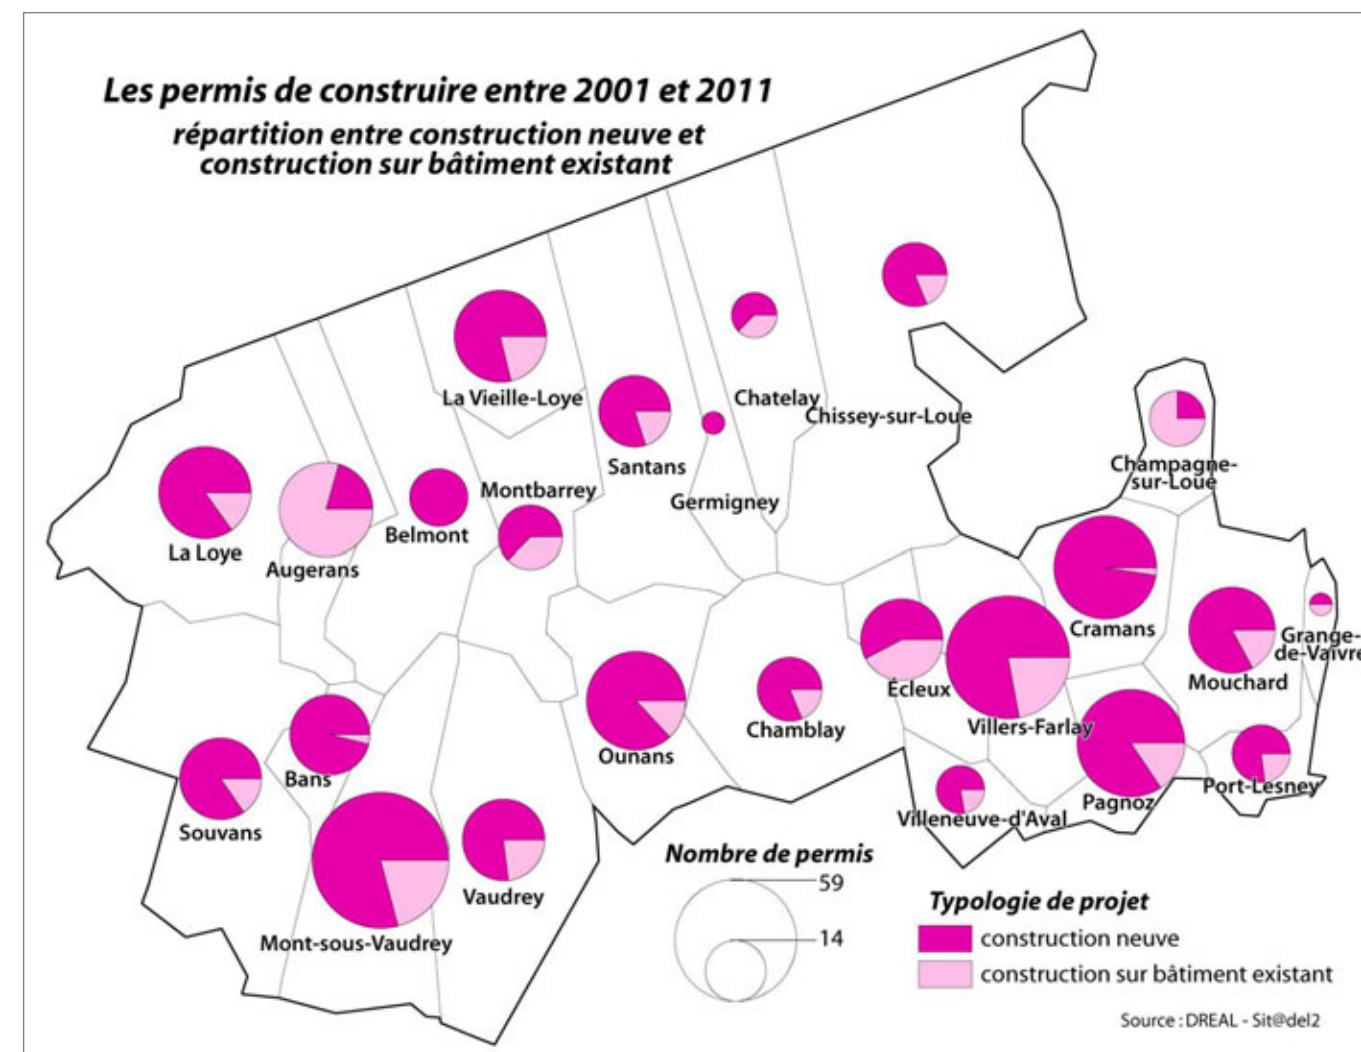 Les permis de construire entre 2001 et 2011
répartition entre construction neuve et
construction sur bâtiment existant
La Vieille-Loye
Chatelay
Chissey-sur-Loue
Santans
Germigney
Champagne-
sur-Loue
Montbarrey
Belmont
La Loye
Augerans
Cramans
Grange-
de-Vaivre
Mouchard
Écleux
Villers-Farlay
Chamblay
Ounans
Bans
Souvans
Port-Lesney
Pagnoz
Villeneuve-d'Aval
Vaudrey
Mont-sous-Vaudrey
Nombre de permis
59
14
Typologie de projet
construction neuve
construction sur bâtiment existant
Source : DREAL - Sit@del2